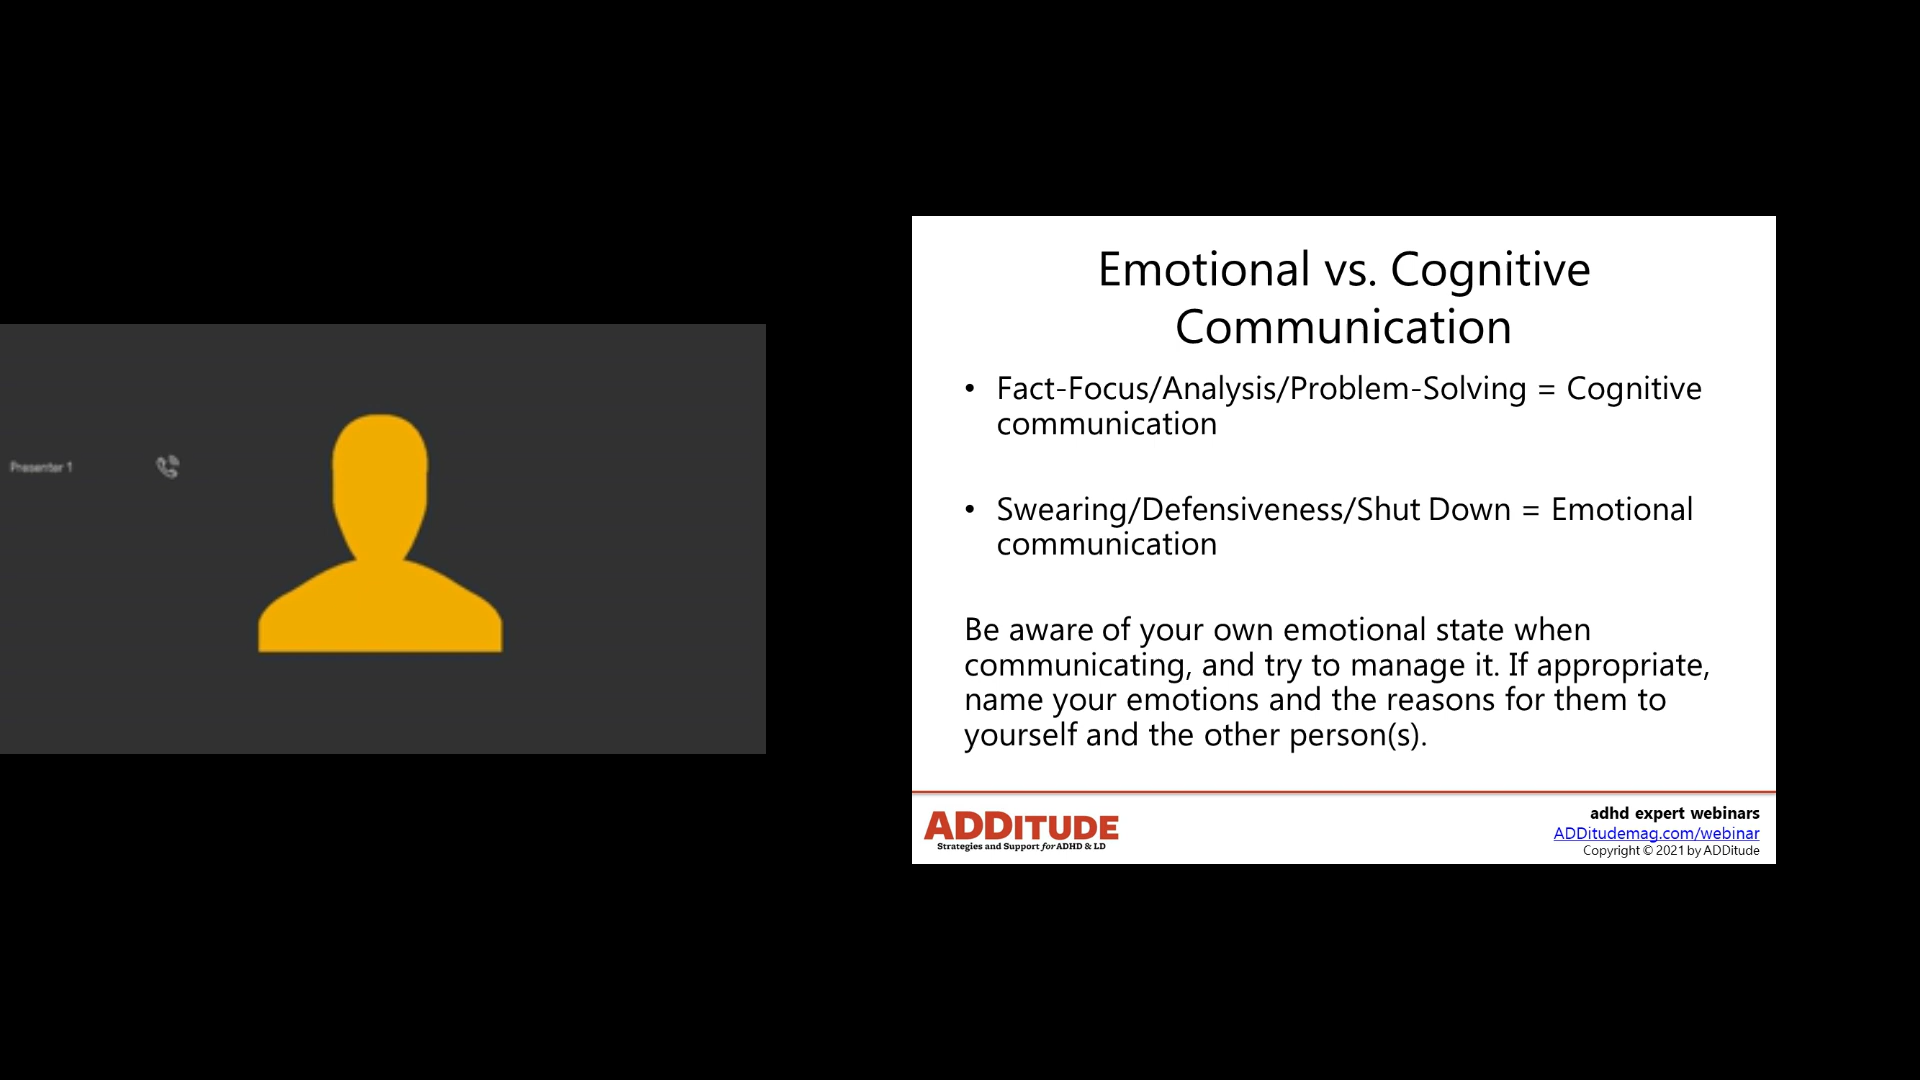 Presenter 1
Emotional vs. Cognitive
Communication
• Fact-Focus/Analysis/Problem-Solving = Cognitive
communication
• Swearing/Defensiveness/Shut Down = Emotional
communication
Be aware of your own emotional state when
communicating, and try to manage it. If appropriate,
name your emotions and the reasons for them to
yourself and the other person(s).
ADDITUDE
Strategies and Support for ADHD & LD
adhd expert webinars
ADDitudemag.com/webinar
Copyright © 2021 by ADDitude